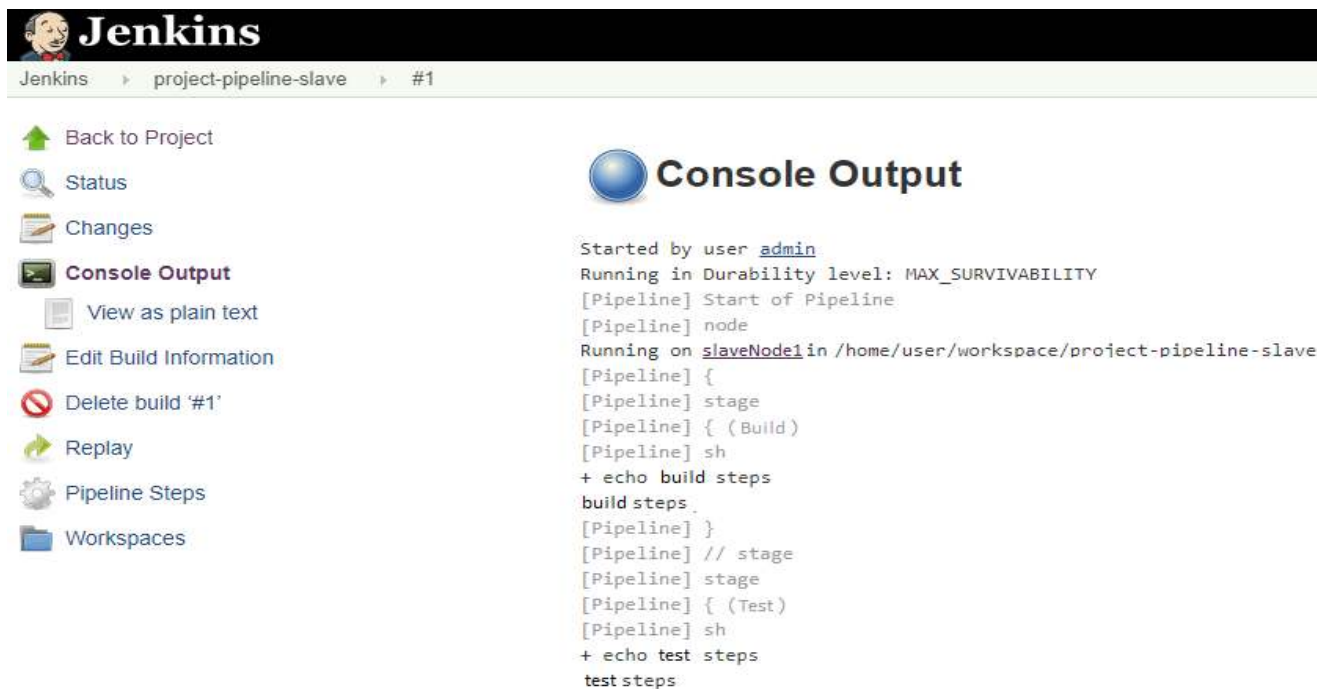 Jenkins
Jenkins project-pipeline-slave #1
Back to Project
Status
Changes
Console Output
View as plain text
Edit Build Information
Delete build '#1'
Replay
Pipeline Steps
Workspaces
Console Output
Started by user admin
Running in Durability level: MAX_SURVIVABILITY
[Pipeline] Start of Pipeline
[Pipeline] node
Running on slaveNode1 in /home/user/workspace/project-pipeline-slave
[Pipeline] {
[Pipeline] stage
[Pipeline] { (Build)
[Pipeline] sh
+ echo build steps
build steps
[Pipeline] }
[Pipeline] // stage
[Pipeline] stage
[Pipeline] { (Test)
[Pipeline] sh
+ echo test steps
test steps